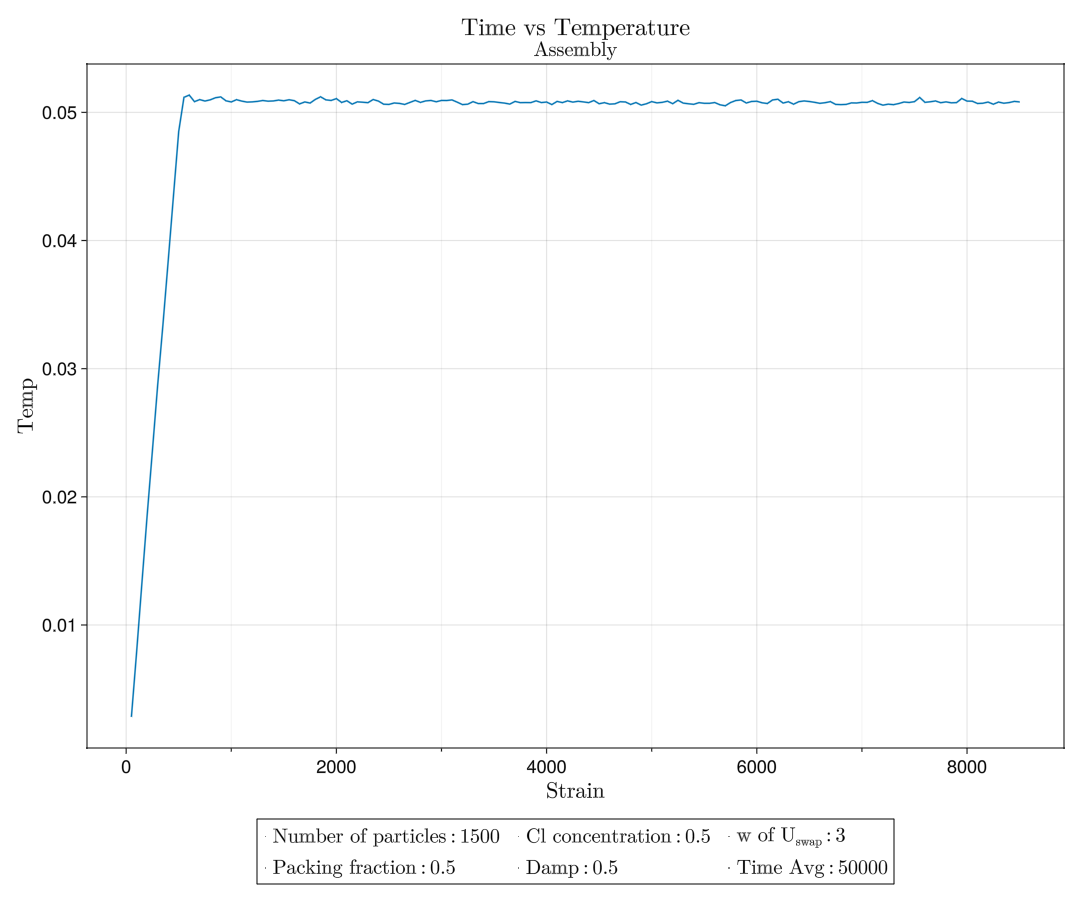 Time vs Temperature
Assembly
Temp
0.05
0.04
0.03
0.02
0.01
0 2000 4000 6000 8000
Strain
Number of particles : 1500 Cl concentration : 0.5 w of U_swap : 3
Packing fraction : 0.5 Damp : 0.5 Time Avg : 50000